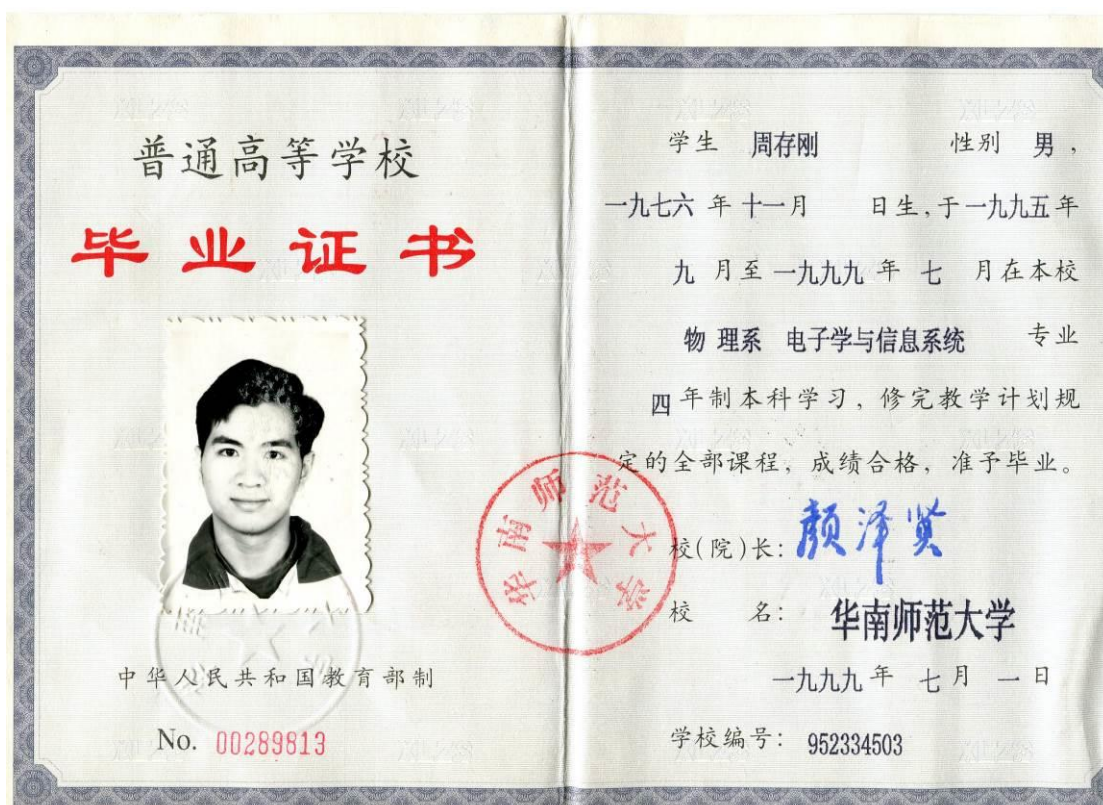 普通高等学校
毕业证书
中华人民共和国教育部制
No. 00289813
学生 周存刚 性别 男,
一九七六 年 十一月 日生,于一九九五年
九 月至 一九九九 年 七 月在本校
物 理系 电子学与信息系统 专业
四 年制本科学习, 修完教学计划规
定的全部课程, 成绩合格, 准予毕业。
华南师范大学
校(院)长: 颜泽贤
校 名: 华南师范大学
一九九九 年 七 月 一 日
学校编号: 952334503